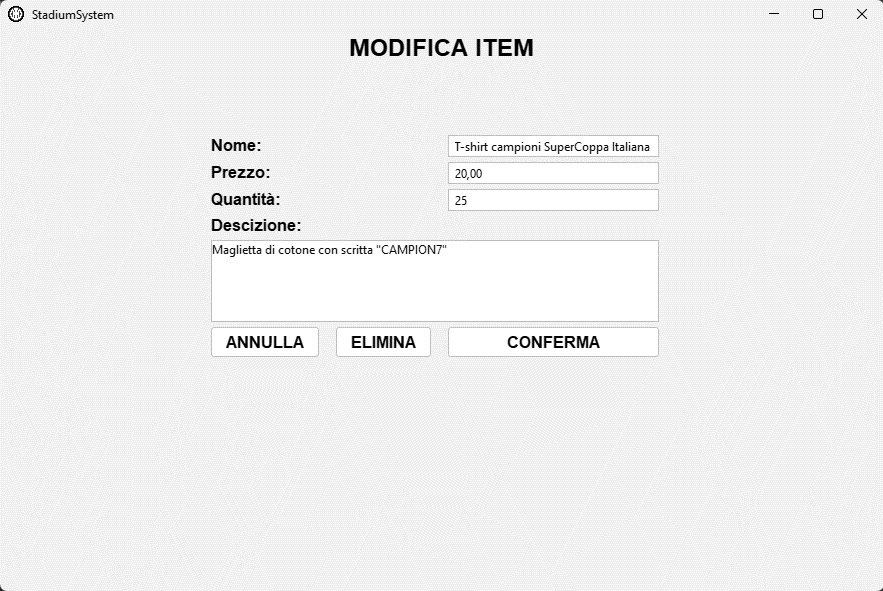 StadiumSystem
MODIFICA ITEM
Nome: T-shirt campioni SuperCoppa Italiana
Prezzo: 20,00
Quantità: 25
Descizione:
Maglietta di cotone con scritta "CAMPION7"
ANNULLA ELIMINA CONFERMA